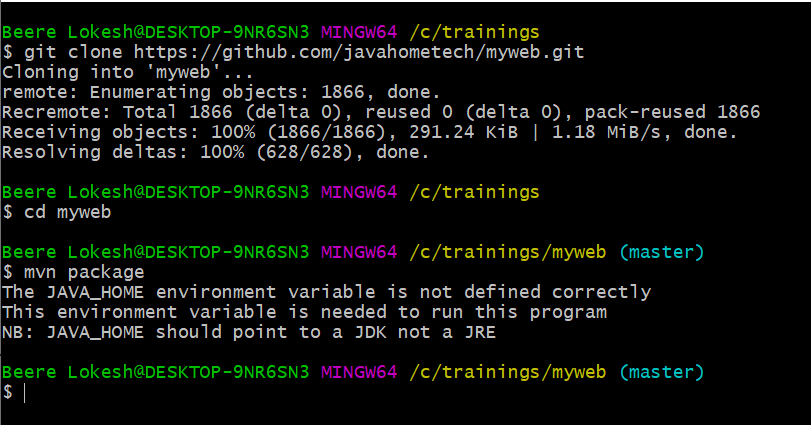 Beere Lokesh@DESKTOP-9NR6SN3 MINGW64 /c/trainings
$ git clone https://github.com/javahometech/myweb.git
Cloning into 'myweb'...
remote: Enumerating objects: 1866, done.
Recremote: Total 1866 (delta 0), reused 0 (delta 0), pack-reused 1866
Receiving objects: 100% (1866/1866), 291.24 KiB | 1.18 MiB/s, done.
Resolving deltas: 100% (628/628), done.
Beere Lokesh@DESKTOP-9NR6SN3 MINGW64 /c/trainings
$ cd myweb
Beere Lokesh@DESKTOP-9NR6SN3 MINGW64 /c/trainings/myweb (master)
$ mvn package
The JAVA_HOME environment variable is not defined correctly
This environment variable is needed to run this program
NB: JAVA_HOME should point to a JDK not a JRE
Beere Lokesh@DESKTOP-9NR6SN3 MINGW64 /c/trainings/myweb (master)
$